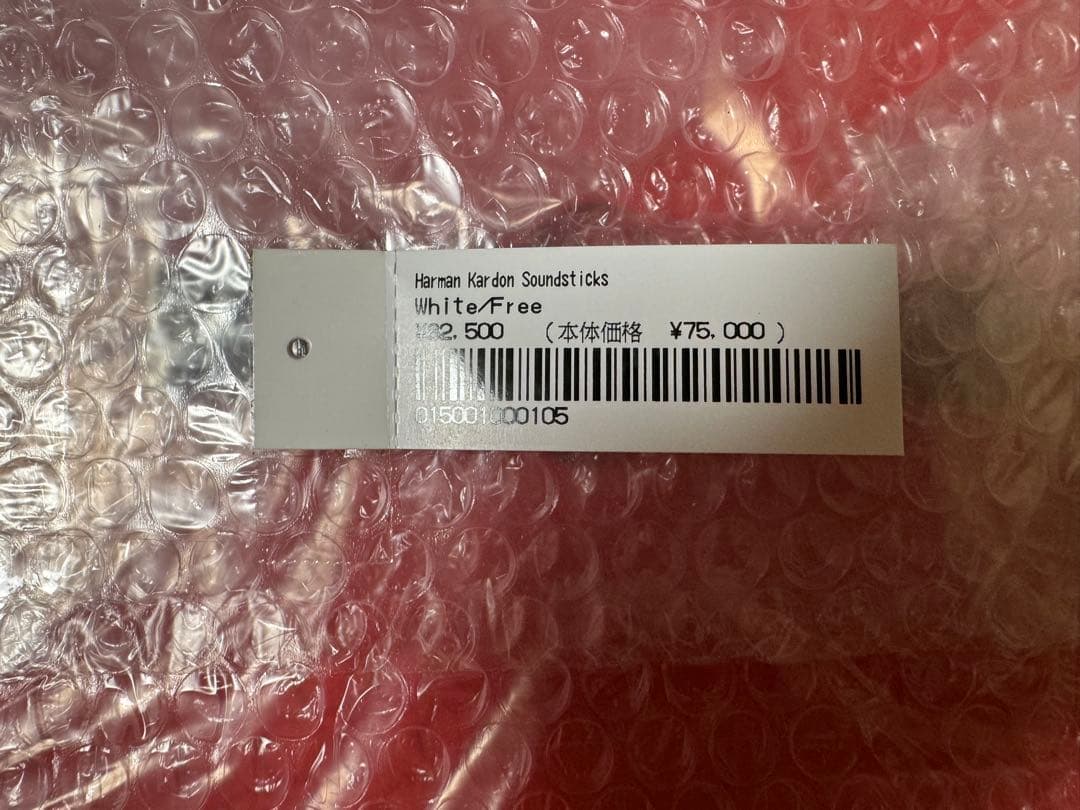 Harman Kardon Soundsticks
White/Free
¥82,500 (本体価格 ¥75,000 )
015001000105